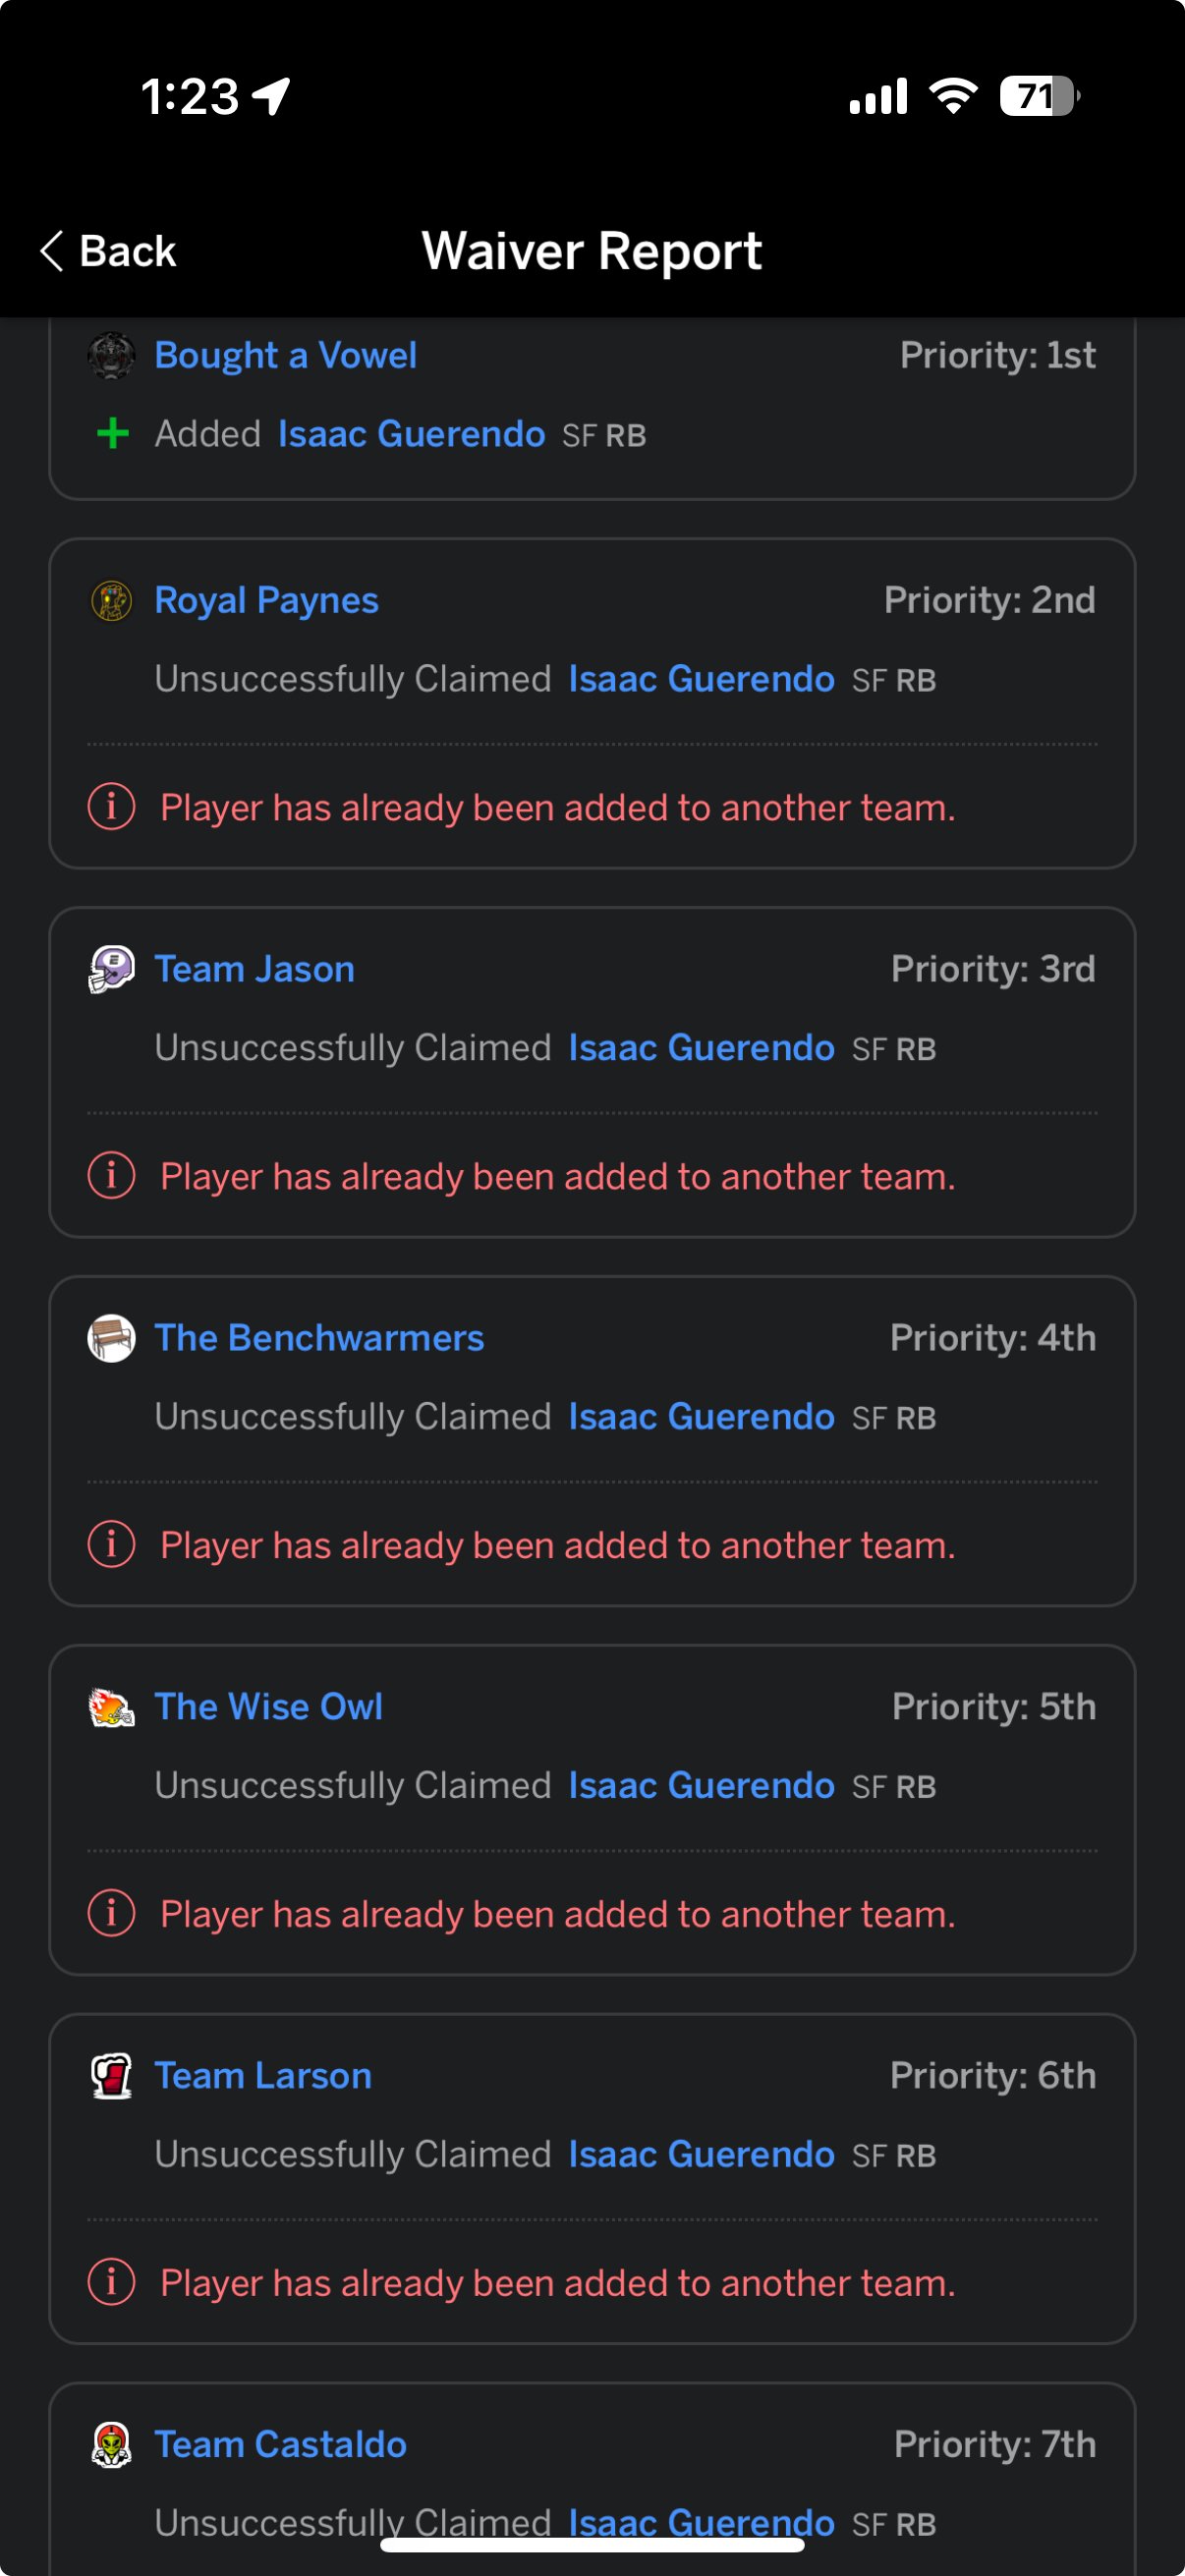 1:23
71
Back
Waiver Report
Bought a Vowel
Priority: 1st
Added Isaac Guerendo SF RB
Royal Paynes
Priority: 2nd
Unsuccessfully Claimed Isaac Guerendo SF RB
Player has already been added to another team.
Team Jason
Priority: 3rd
Unsuccessfully Claimed Isaac Guerendo SF RB
Player has already been added to another team.
The Benchwarmers
Priority: 4th
Unsuccessfully Claimed Isaac Guerendo SF RB
Player has already been added to another team.
The Wise Owl
Priority: 5th
Unsuccessfully Claimed Isaac Guerendo SF RB
Player has already been added to another team.
Team Larson
Priority: 6th
Unsuccessfully Claimed Isaac Guerendo SF RB
Player has already been added to another team.
Team Castaldo
Priority: 7th
Unsuccessfully Claimed Isaac Guerendo SF RB